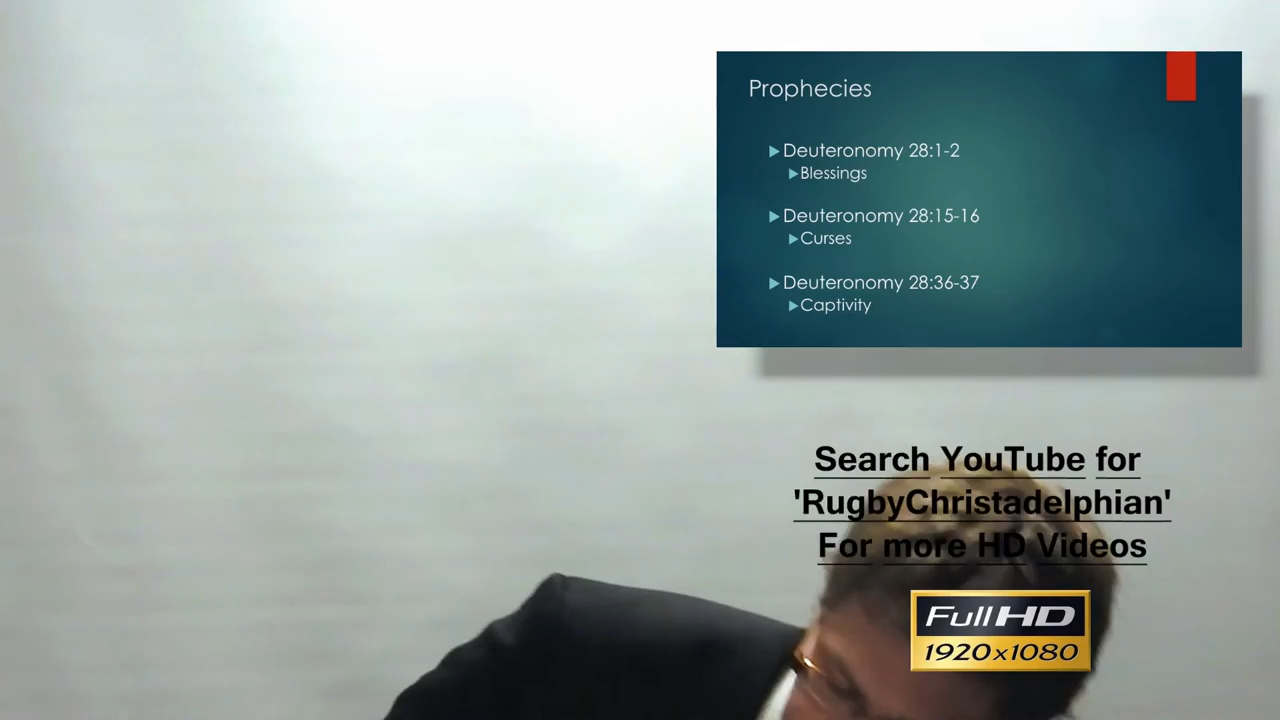 Prophecies
Deuteronomy 28:1-2
Blessings
Deuteronomy 28:15-16
Curses
Deuteronomy 28:36-37
Captivity
Search YouTube for
'RugbyChristadelphian'
For more HD Videos
Full HD
1920x1080